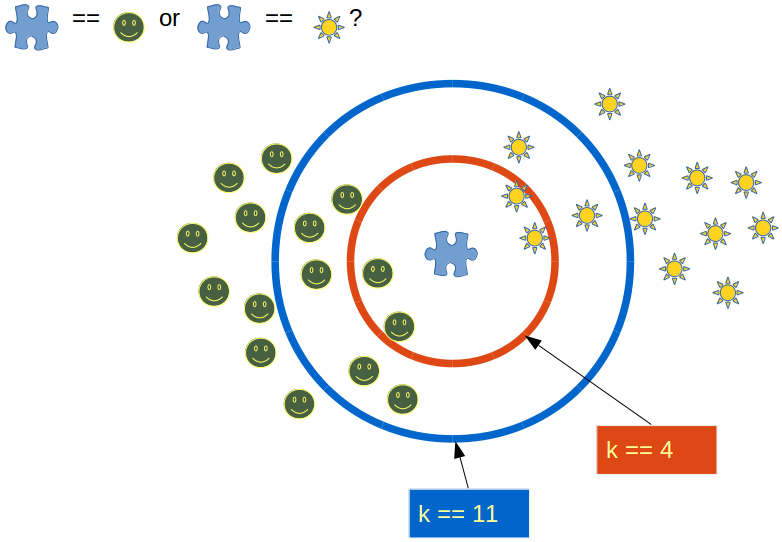 == or == ?
k == 4
k == 11